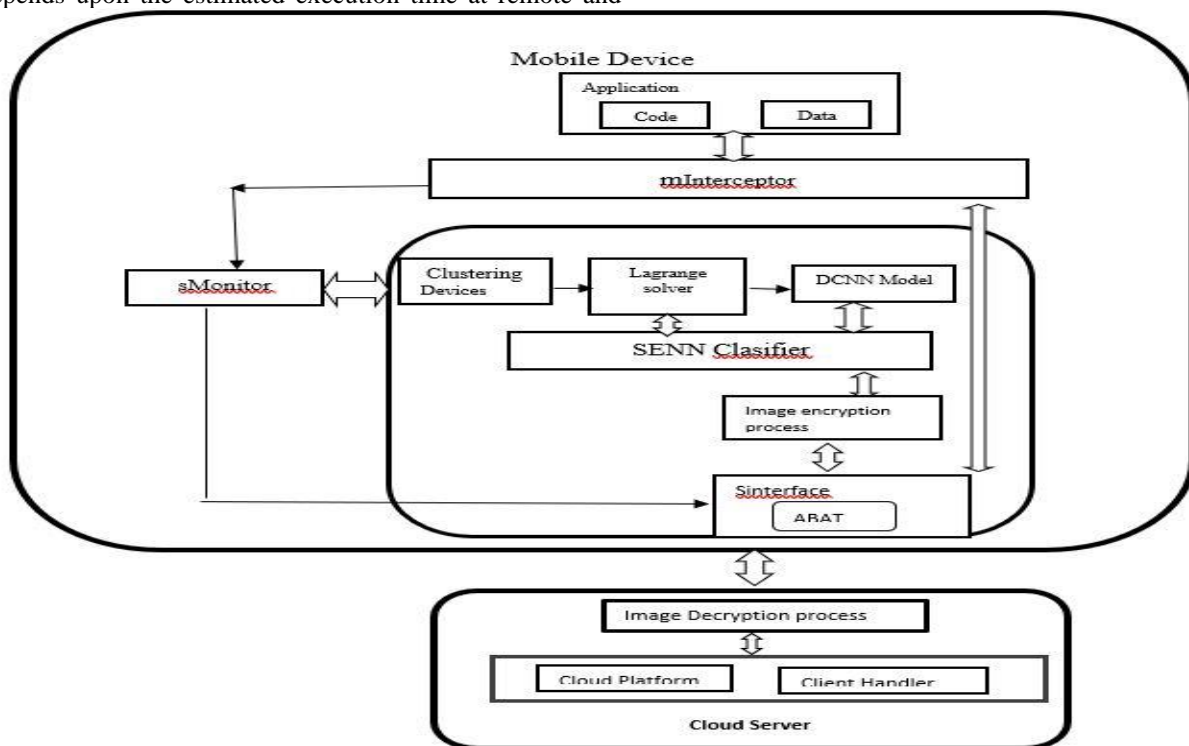 epends upon the estimated execution time at remote and
Mobile Device
Application
Code
Data
mInterceptor
sMonitor
Clustering
Devices
Lagrange
solver
DCNN Model
SENN Clasifier
Image encryption
process
Sinterface
ARAT
Image Decryption process
Cloud Platform
Client Handler
Cloud Server